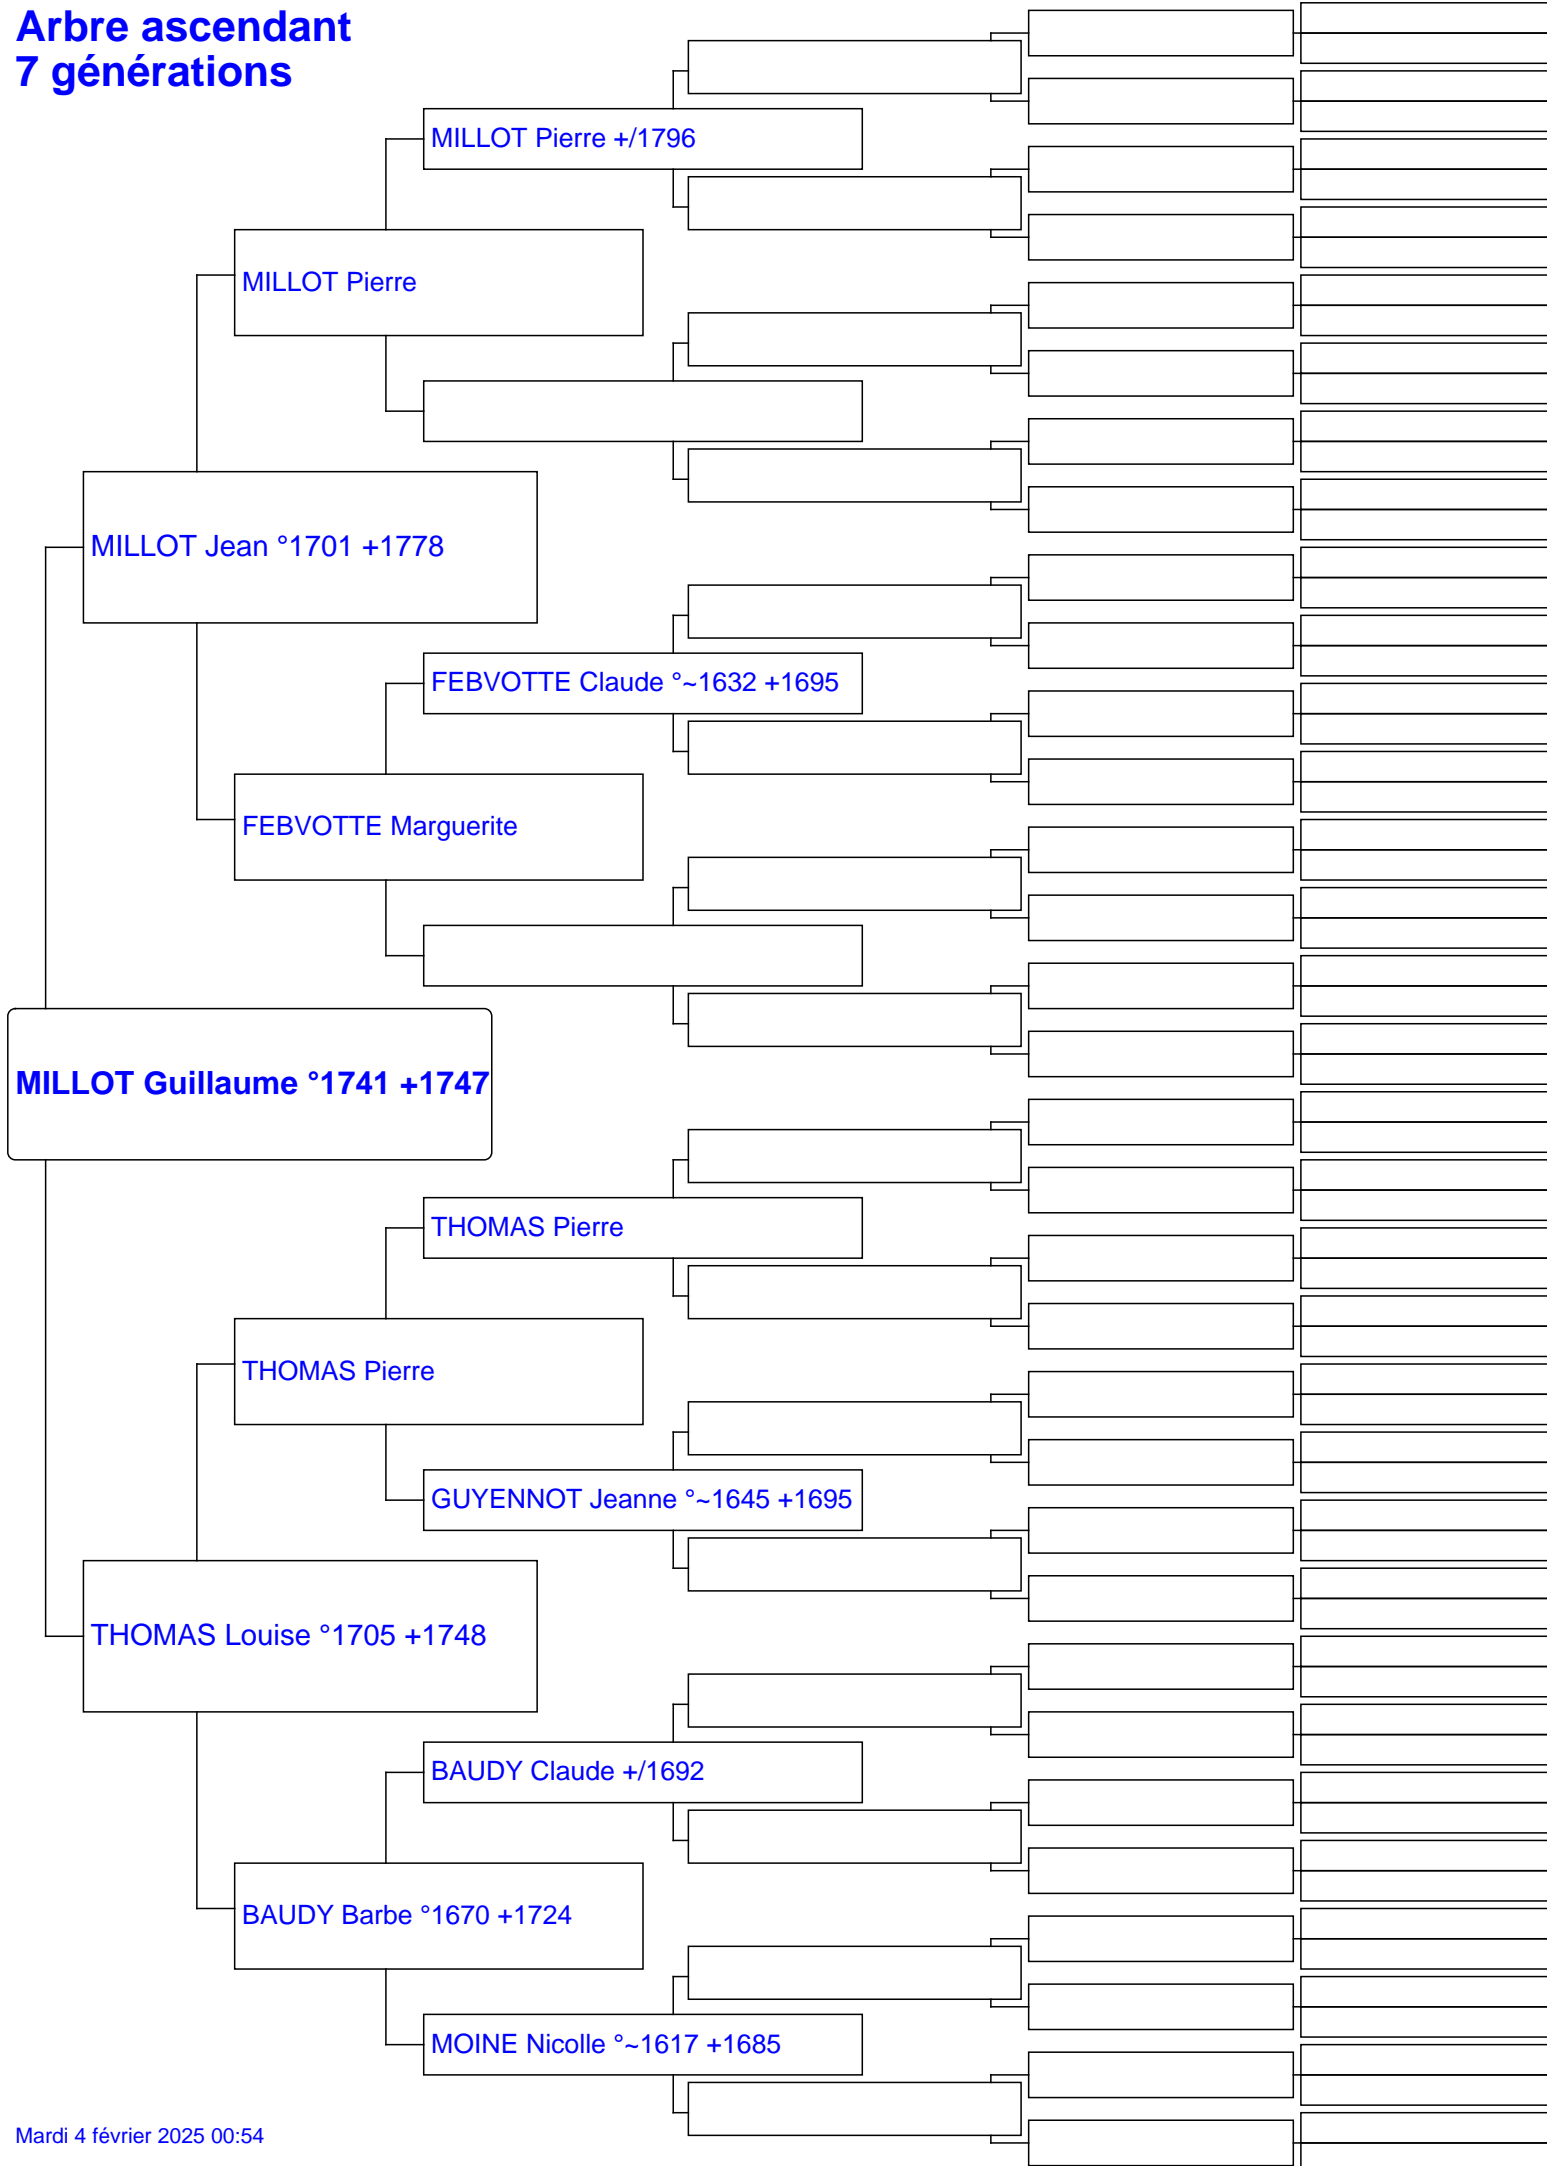 Arbre ascendant
7 générations
MILLOT Pierre +/1796
MILLOT Pierre
MILLOT Jean °1701 +1778
FEBVOTTE Claude °~1632 +1695
FEBVOTTE Marguerite
MILLOT Guillaume °1741 +1747
THOMAS Pierre
THOMAS Pierre
GUYENNOT Jeanne °~1645 +1695
THOMAS Louise °1705 +1748
BAUDY Claude +/1692
BAUDY Barbe °1670 +1724
MOINE Nicolle °~1617 +1685
Mardi 4 février 2025 00:54